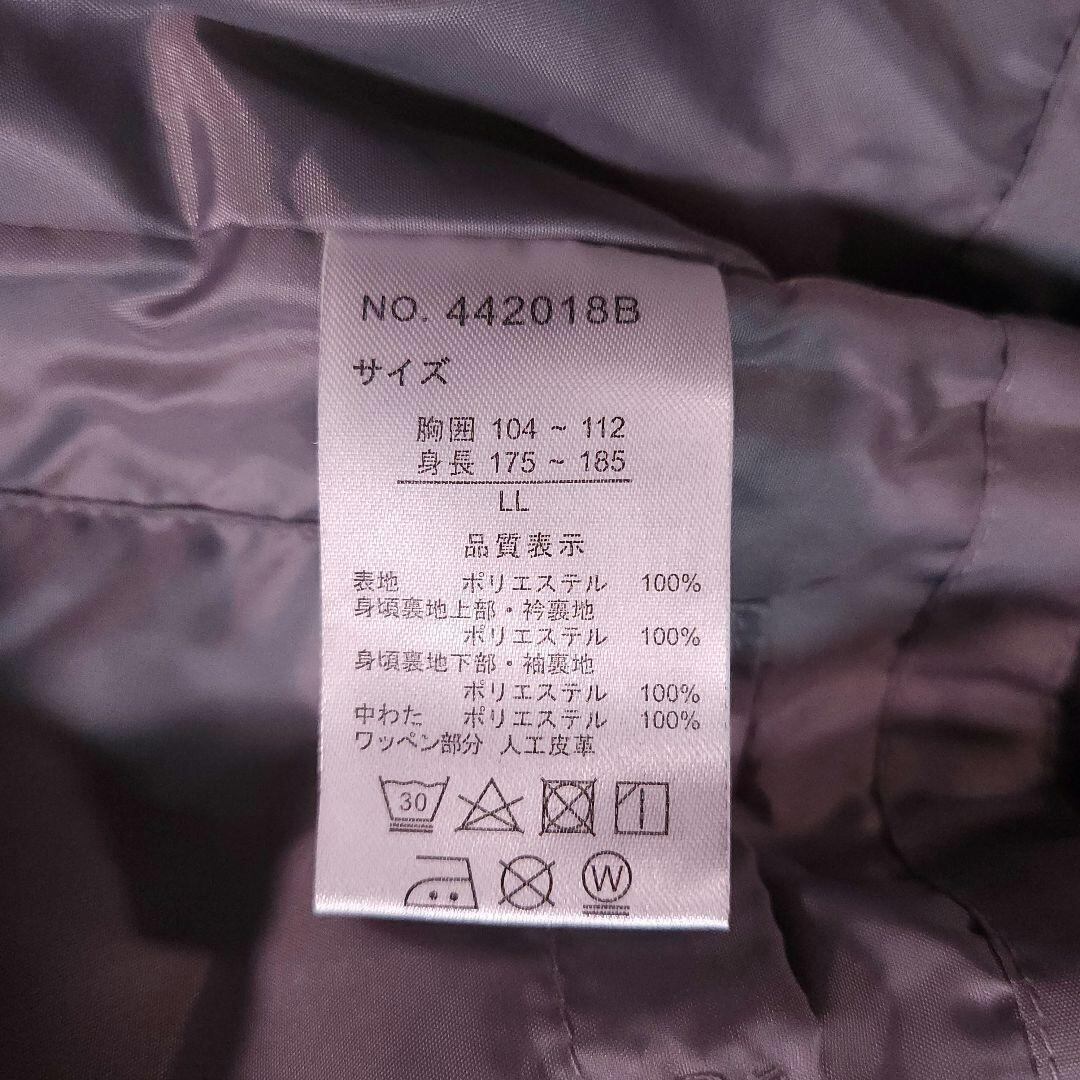 NO. 442018B
サイズ
胸囲 104 ~ 112
身長 175 ~ 185
LL
品質表示
表地 ポリエステル 100%
身頃裏地上部・衿裏地
ポリエステル 100%
身頃裏地下部・袖裏地
ポリエステル 100%
中わた ポリエステル 100%
ワッペン部分 人工皮革
30
W